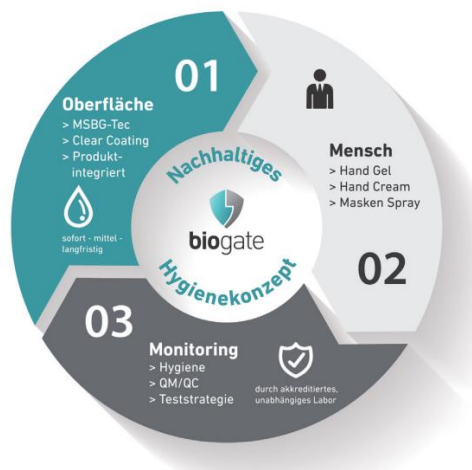 01
Oberfläche
> MSBG-Tec
> Clear Coating
> Produkt-
integriert
sofort - mittel -
langfristig
Mensch
> Hand Gel
> Hand Cream
> Masken Spray
02
Nachhaltiges
biogate
Hygienekonzept
03
Monitoring
> Hygiene
> QM/QC
> Teststrategie
durch akkreditiertes,
unabhängiges Labor